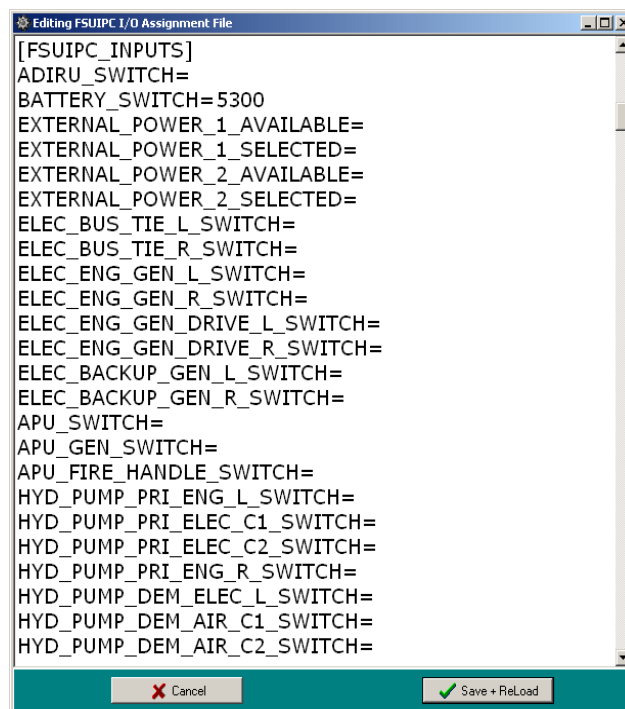 Editing FSUIPC I/O Assignment File
[FSUIPC_INPUTS]
ADIRU_SWITCH=
BATTERY_SWITCH=5300
EXTERNAL_POWER_1_AVAILABLE=
EXTERNAL_POWER_1_SELECTED=
EXTERNAL_POWER_2_AVAILABLE=
EXTERNAL_POWER_2_SELECTED=
ELEC_BUS_TIE_L_SWITCH=
ELEC_BUS_TIE_R_SWITCH=
ELEC_ENG_GEN_L_SWITCH=
ELEC_ENG_GEN_R_SWITCH=
ELEC_ENG_GEN_DRIVE_L_SWITCH=
ELEC_ENG_GEN_DRIVE_R_SWITCH=
ELEC_BACKUP_GEN_L_SWITCH=
ELEC_BACKUP_GEN_R_SWITCH=
APU_SWITCH=
APU_GEN_SWITCH=
APU_FIRE_HANDLE_SWITCH=
HYD_PUMP_PRI_ENG_L_SWITCH=
HYD_PUMP_PRI_ELEC_C1_SWITCH=
HYD_PUMP_PRI_ELEC_C2_SWITCH=
HYD_PUMP_PRI_ENG_R_SWITCH=
HYD_PUMP_DEM_ELEC_L_SWITCH=
HYD_PUMP_DEM_AIR_C1_SWITCH=
HYD_PUMP_DEM_AIR_C2_SWITCH=
Cancel
Save + ReLoad